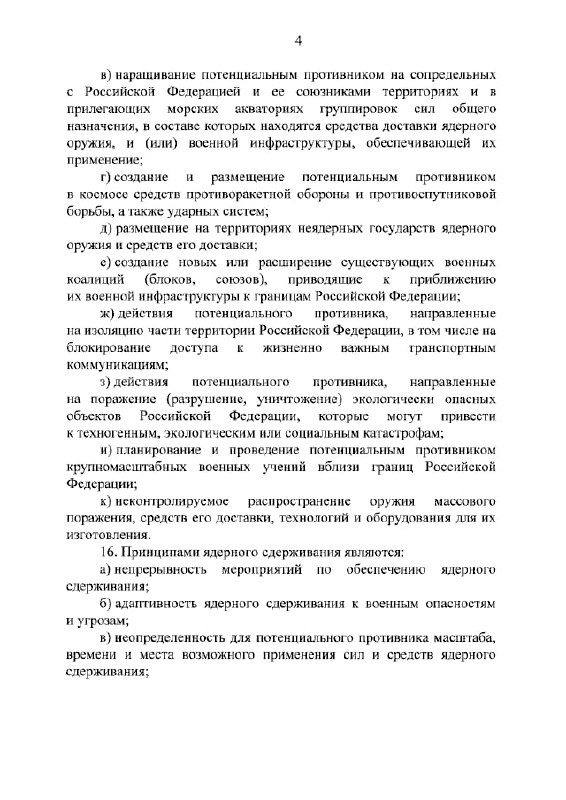 4
в) наращивание потенциальным противником на сопредельных
с Российской Федерацией и ее союзниками территориях и в
прилегающих морских акваториях группировок сил общего
назначения, в составе которых находятся средства доставки ядерного
оружия, и (или) военной инфраструктуры, обеспечивающей их
применение;
г) создание и размещение потенциальным противником
в космосе средств противоракетной обороны и противоспутниковой
борьбы, а также ударных систем;
д) размещение на территориях неядерных государств ядерного
оружия и средств его доставки;
е) создание новых или расширение существующих военных
коалиций (блоков, союзов), приводящие к приближению
их военной инфраструктуры к границам Российской Федерации;
ж) действия потенциального противника, направленные
на изоляцию части территории Российской Федерации, в том числе на
блокирование доступа к жизненно важным транспортным
коммуникациям;
з) действия потенциального противника, направленные
на поражение (разрушение, уничтожение) экологически опасных
объектов Российской Федерации, которые могут привести
к техногенным, экологическим или социальным катастрофам;
и) планирование и проведение потенциальным противником
крупномасштабных военных учений вблизи границ Российской
Федерации;
к) неконтролируемое распространение оружия массового
поражения, средств его доставки, технологий и оборудования для их
изготовления.
16. Принципами ядерного сдерживания являются:
а) непрерывность мероприятий по обеспечению ядерного
сдерживания;
б) адаптивность ядерного сдерживания к военным опасностям
и угрозам;
в) неопределенность для потенциального противника масштаба,
времени и места возможного применения сил и средств ядерного
сдерживания;